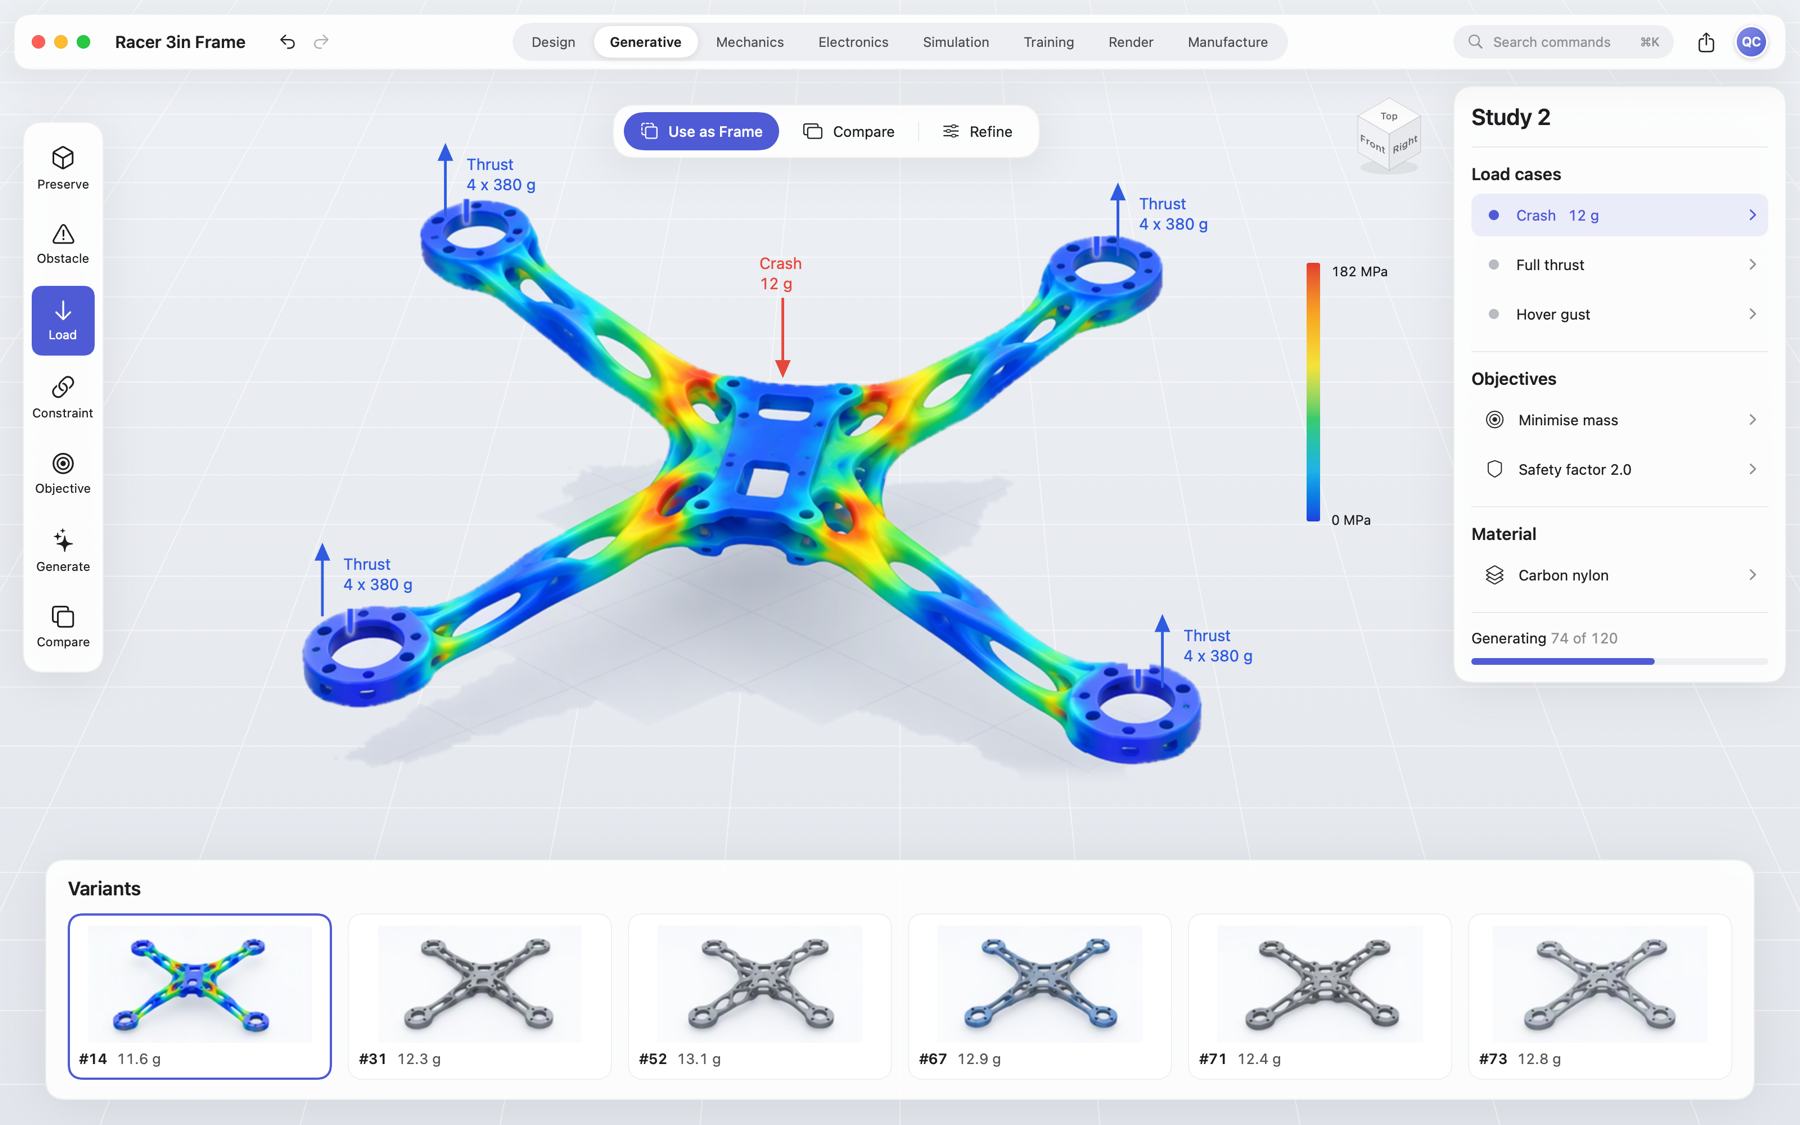 Racer 3in Frame
Design
Generative
Mechanics
Electronics
Simulation
Training
Render
Manufacture
Search commands
⌘K
QC
Preserve
Obstacle
Load
Constraint
Objective
Generate
Compare
Use as Frame
Compare
Refine
Top
Front
Right
Thrust
4 x 380 g
Thrust
4 x 380 g
Crash
12 g
Thrust
4 x 380 g
Thrust
4 x 380 g
182 MPa
0 MPa
Study 2
Load cases
Crash 12 g
Full thrust
Hover gust
Objectives
Minimise mass
Safety factor 2.0
Material
Carbon nylon
Generating 74 of 120
Variants
#14 11.6 g
#31 12.3 g
#52 13.1 g
#67 12.9 g
#71 12.4 g
#73 12.8 g